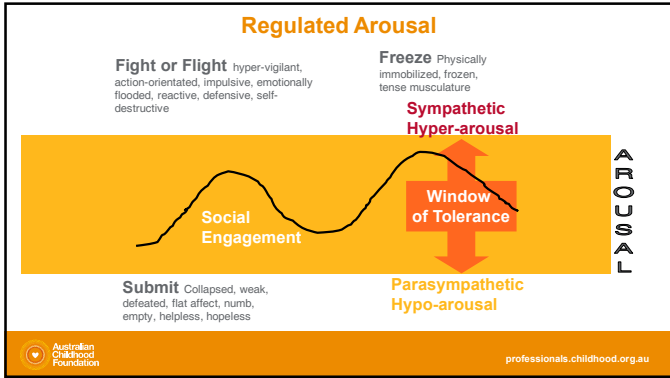 Regulated Arousal
Fight or Flight hyper-vigilant,
action-orientated, impulsive, emotionally
flooded, reactive, defensive, self-
destructive
Freeze Physically
immobilized, frozen,
tense musculature
Sympathetic
Hyper-arousal
Social
Engagement
Window
of Tolerance
AROUSAL
Submit Collapsed, weak,
defeated, flat affect, numb,
empty, helpless, hopeless
Parasympathetic
Hypo-arousal
Australian
Childhood
Foundation
professionals.childhood.org.au